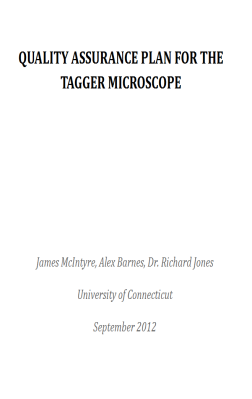 QUALITY ASSURANCE PLAN FOR THE
TAGGER MICROSCOPE
James McIntyre, Alex Barnes, Dr. Richard Jones
University of Connecticut
September 2012